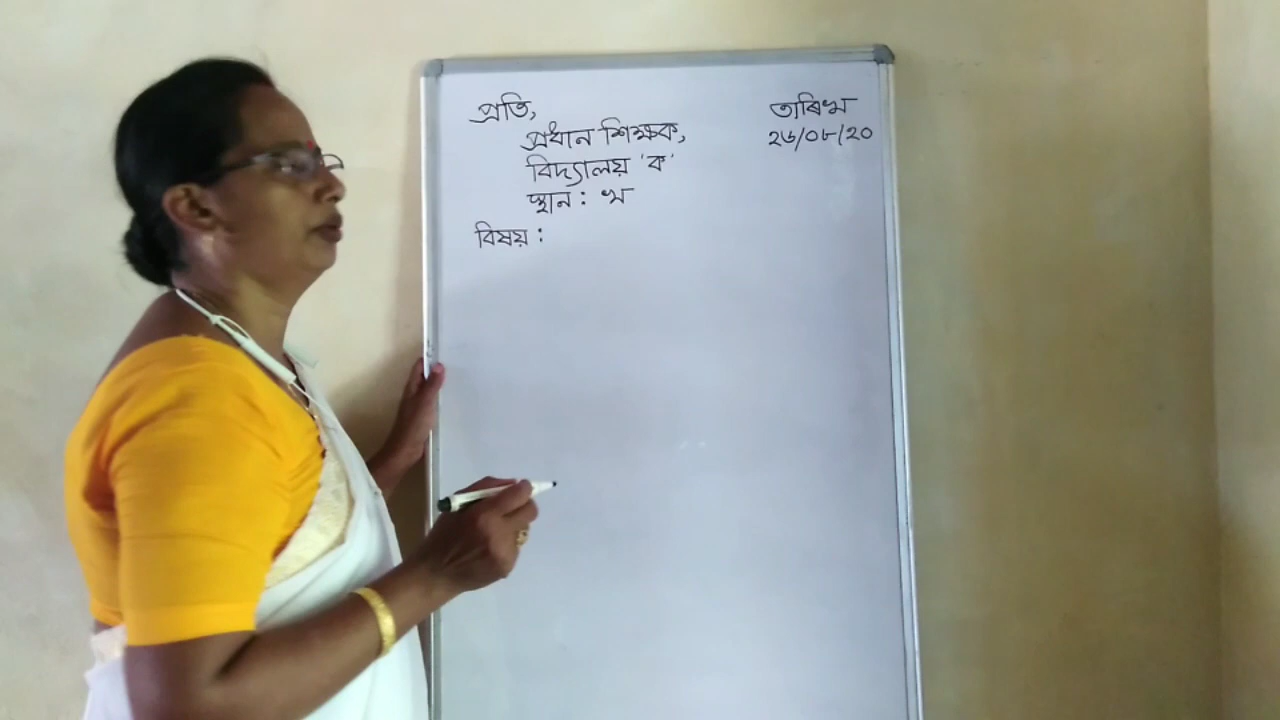 প্ৰতি,
তাৰিখ
প্ৰধান শিক্ষক,
২৬/০৮/২০
বিদ্যালয় 'ক'
স্থান : খ
বিষয় :